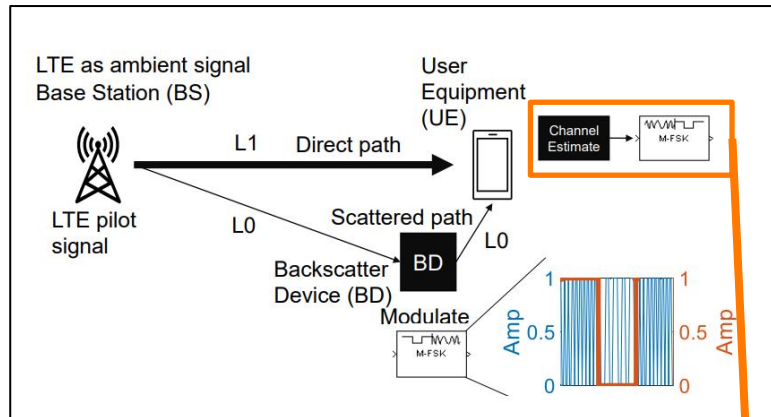 LTE as ambient signal
Base Station (BS)
User
Equipment
(UE)
Channel
Estimate
M-FSK
L1
Direct path
LTE pilot
signal
L0
Scattered path
L0
BD
Backscatter
Device (BD)
Modulate
M-FSK
1
0.5
0
Amp
1
0.5
0
Amp